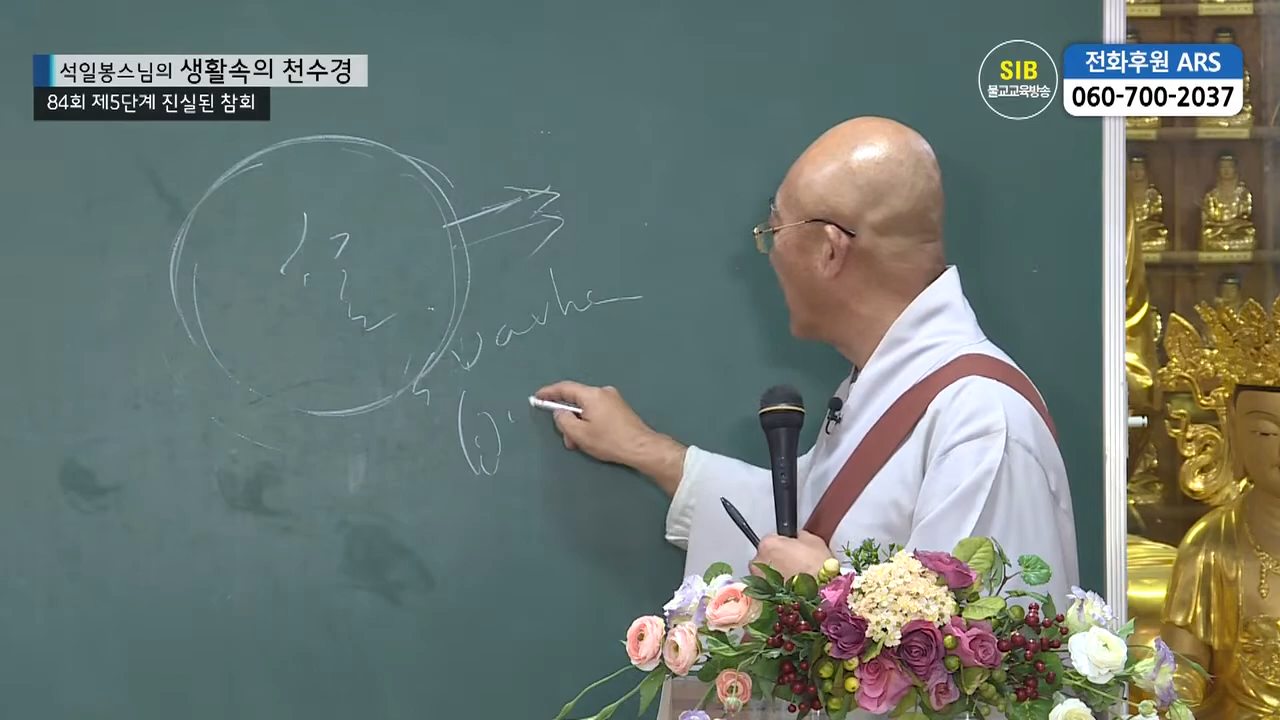 석일봉스님의 생활속의 천수경
84회 제5단계 진실된 참회
SIB
불교교육방송
전화후원 ARS
060-700-2037